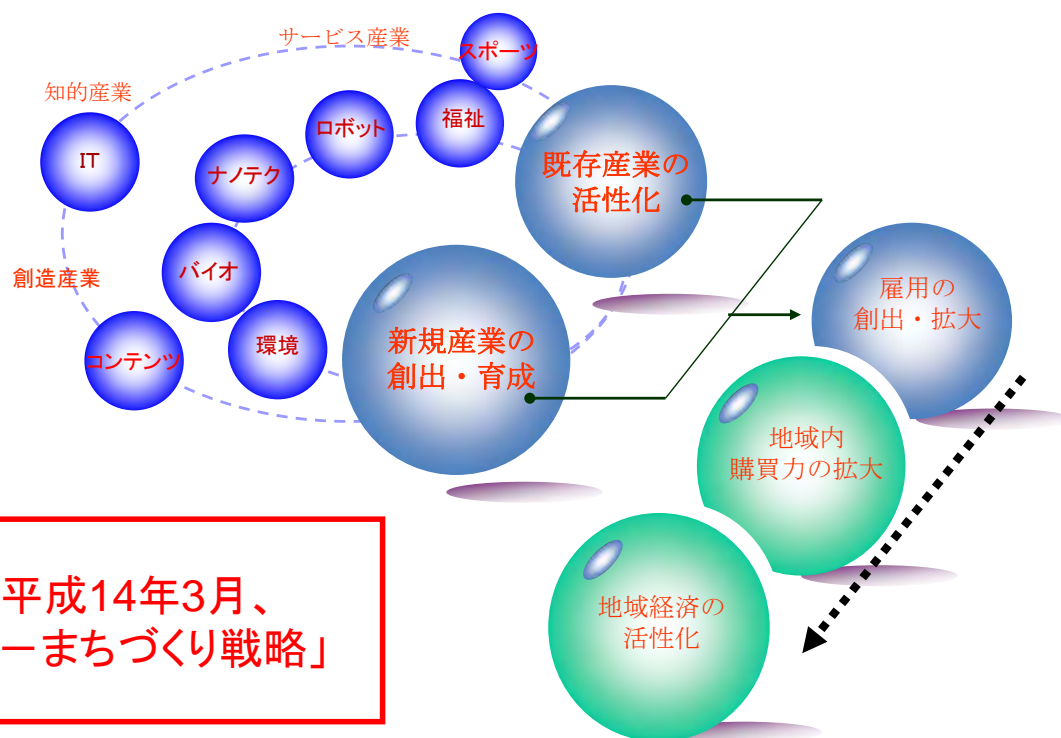 サービス産業
スポーツ
知的産業
福祉
ロボット
IT
ナノテク
既存産業の
活性化
バイオ
創造産業
環境
コンテンツ
新規産業の
創出・育成
雇用の
創出・拡大
地域内
購買力の拡大
地域経済の
活性化
平成14年3月、
ーまちづくり戦略」